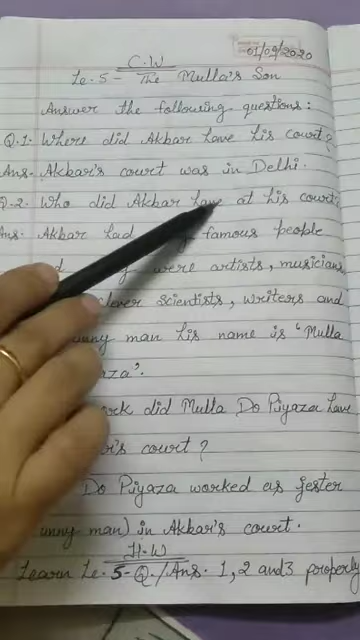 C.W
01/09/2020
Le. 5 - The Mulla's Son
Answer the following questions:
Q.1. Where did Akbar have his court?
Ans. Akbar's court was in Delhi.
Q-2. Who did Akbar have at his court?
Ans. Akbar had famous people
were artists, musicians
clever scientists, writers and
man his name is "Mulla
aza".
ork did Mulla Do Piyaza have
's court?
Do Piyaza worked as jester
unny man) in Akbar's court.
H.W
Learn Le. 5- Q./Ans. 1, 2 and 3 properly